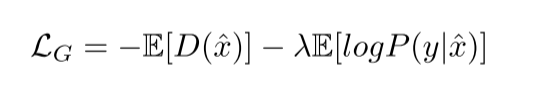 ℒ_G = −𝔼[D(x̂)] − λ𝔼[logP(y|x̂)]